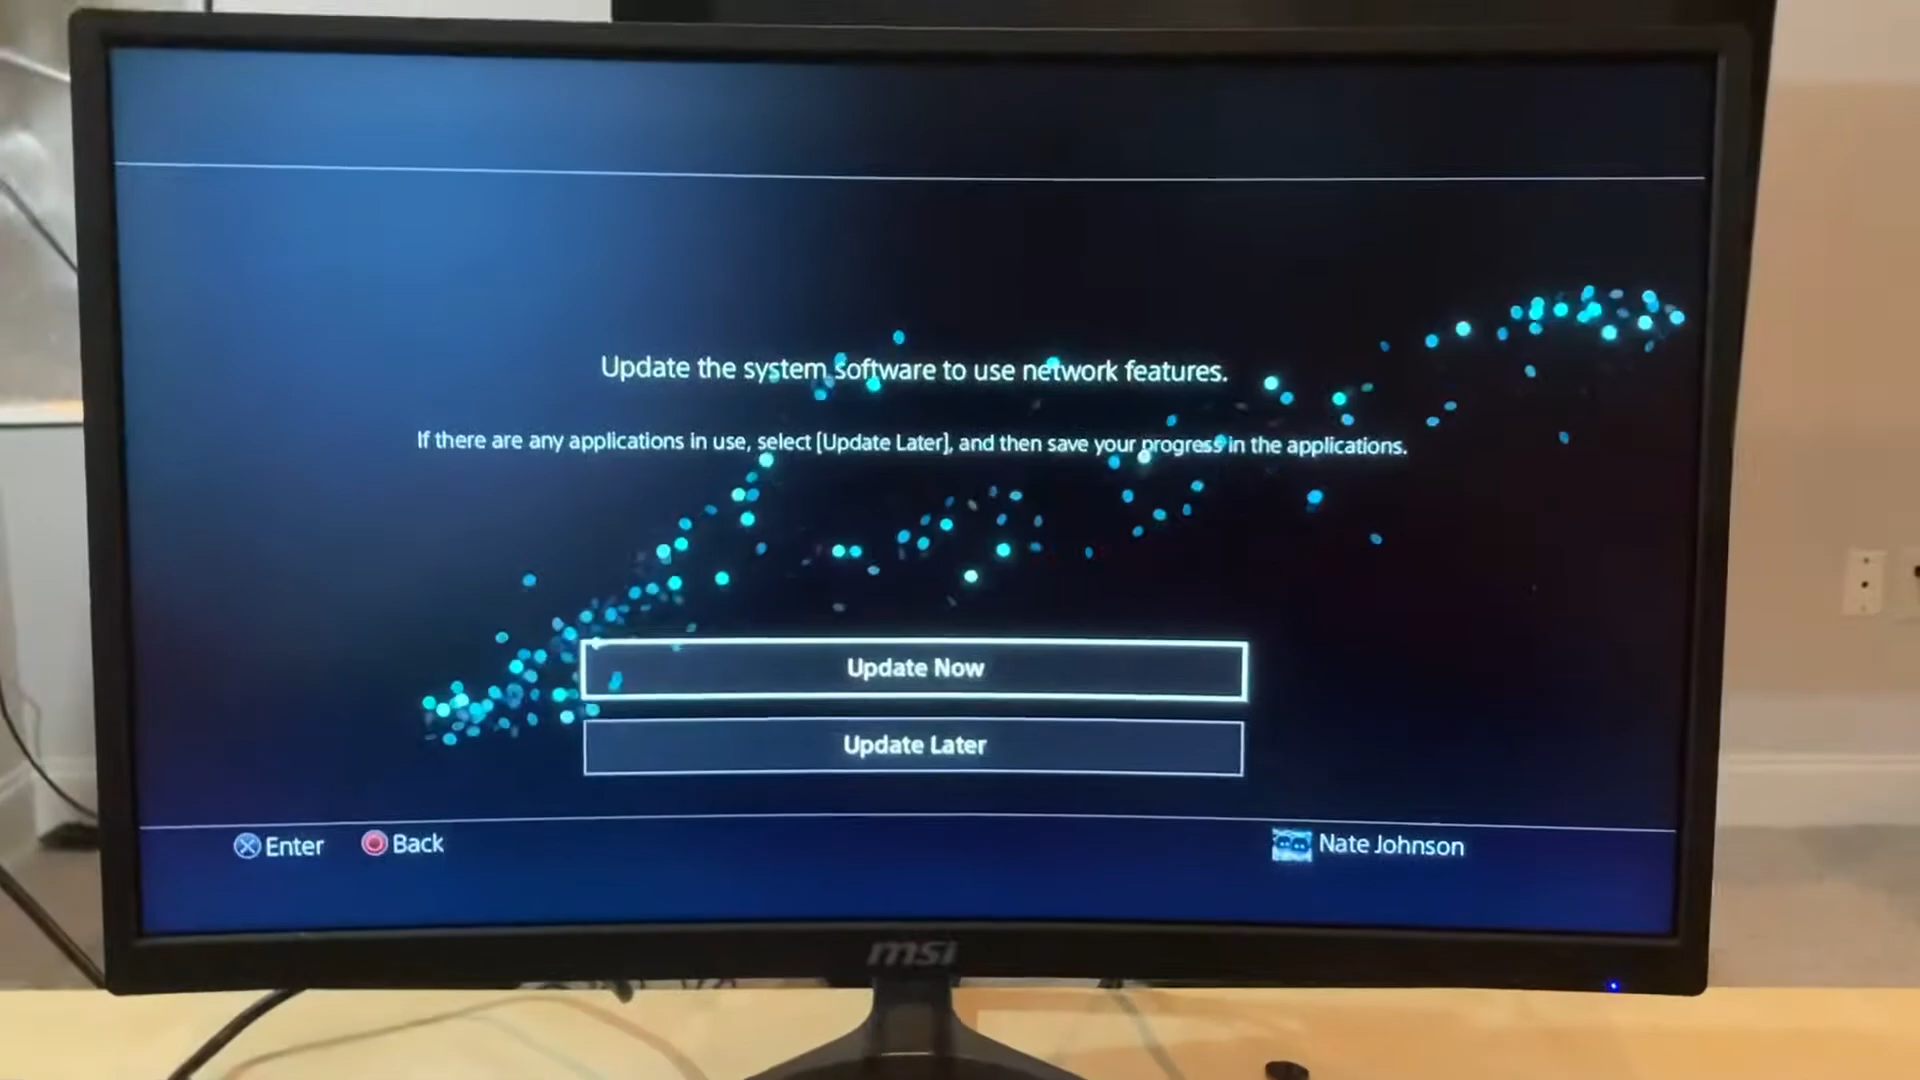 Update the system software to use network features.
If there are any applications in use, select [Update Later], and then save your progress in the applications.
Update Now
Update Later
Enter
Back
Nate Johnson
msi